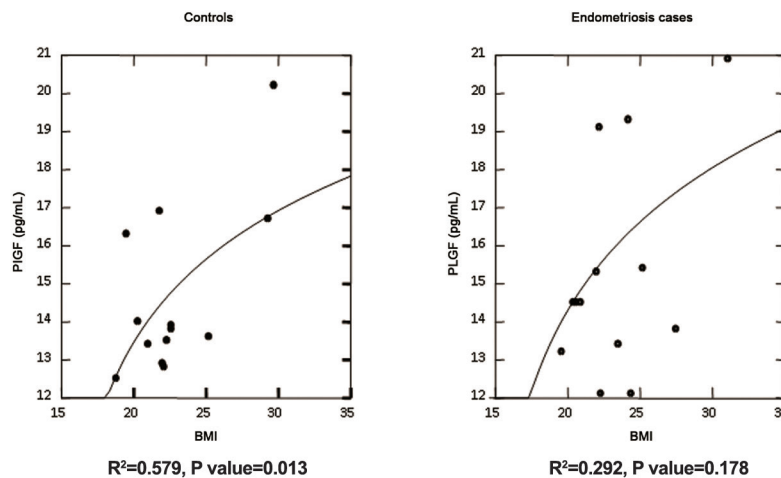 Controls
21
20
19
18
17
16
15
14
13
12
PlGF (pg/mL)
15 20 25 30 35
BMI
R²=0.579, P value=0.013
Endometriosis cases
21
20
19
18
17
16
15
14
13
12
PLGF (pg/mL)
15 20 25 30 35
BMI
R²=0.292, P value=0.178